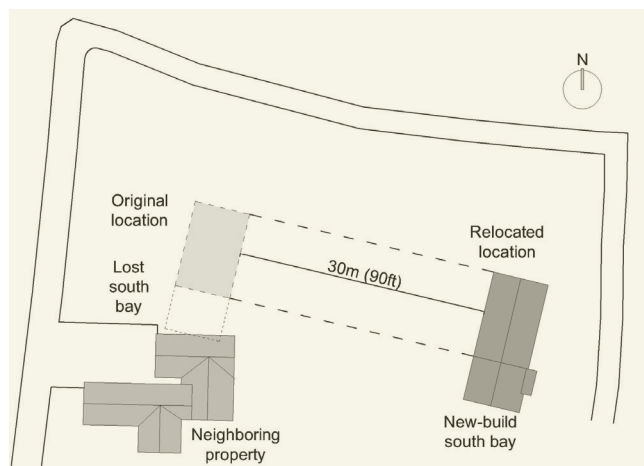 N
Original
location
Relocated
location
Lost
south
bay
30m (90ft)
Neighboring
property
New-build
south bay